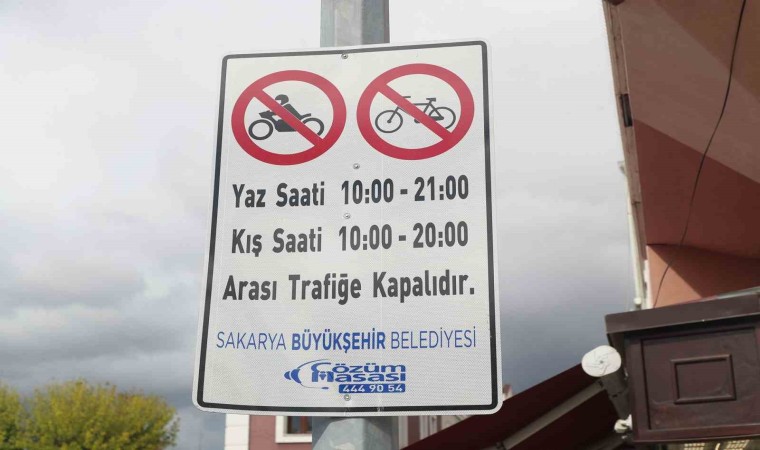 Yaz Saati 10:00 - 21:00
Kış Saati 10:00 - 20:00
Arası Trafiğe Kapalıdır.
SAKARYA BÜYÜKŞEHİR BELEDİYESİ
Çözüm
Masası
444 90 54